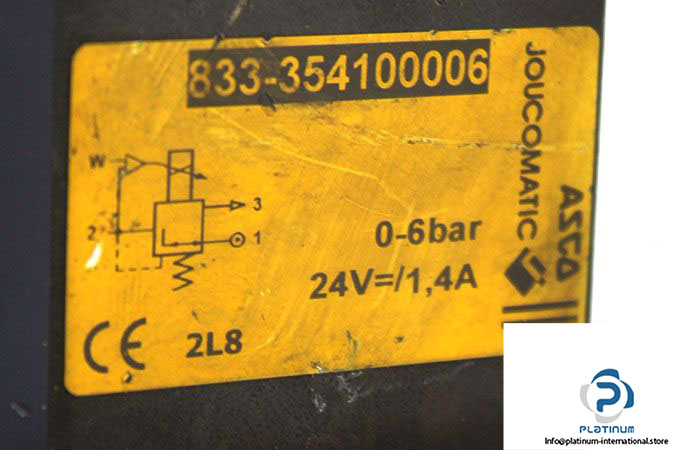 833-354100006
JOUCOMATIC
ASCO
W
3
2
1
0-6bar
24V=/1,4A
CE 2L8
PLATINUM
Info@platinum-international.store